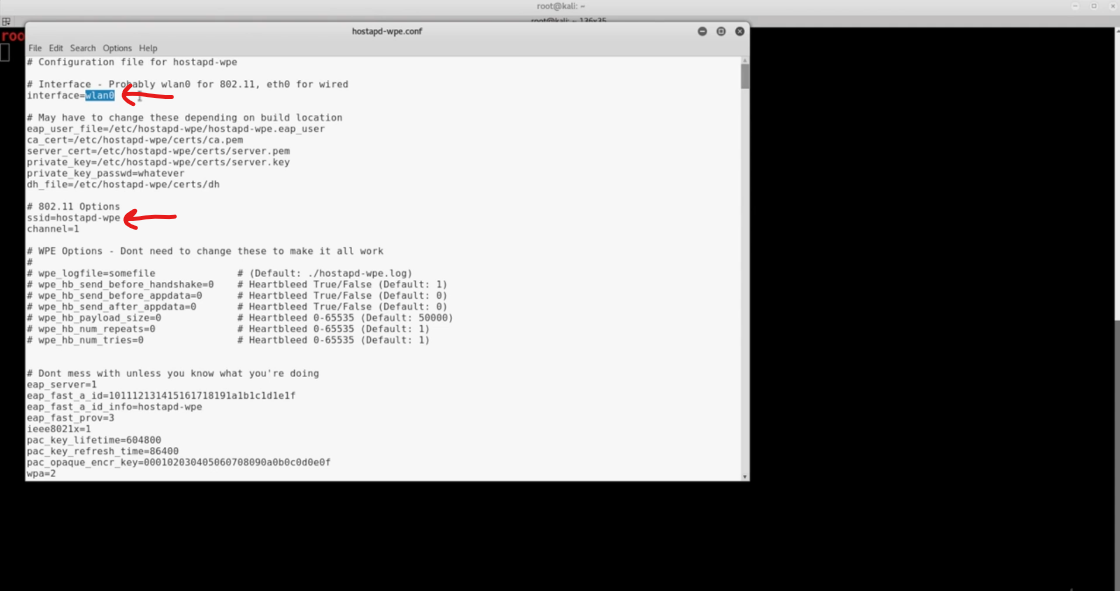 root@kali: ~
root@kali: ~ 136x35
roo
hostapd-wpe.conf
File Edit Search Options Help
# Configuration file for hostapd-wpe
# Interface - Probably wlan0 for 802.11, eth0 for wired
interface=wlan0
# May have to change these depending on build location
eap_user_file=/etc/hostapd-wpe/hostapd-wpe.eap_user
ca_cert=/etc/hostapd-wpe/certs/ca.pem
server_cert=/etc/hostapd-wpe/certs/server.pem
private_key=/etc/hostapd-wpe/certs/server.key
private_key_passwd=whatever
dh_file=/etc/hostapd-wpe/certs/dh
# 802.11 Options
ssid=hostapd-wpe
channel=1
# WPE Options - Dont need to change these to make it all work
#
# wpe_logfile=somefile # (Default: ./hostapd-wpe.log)
# wpe_hb_send_before_handshake=0 # Heartbleed True/False (Default: 1)
# wpe_hb_send_before_appdata=0 # Heartbleed True/False (Default: 0)
# wpe_hb_send_after_appdata=0 # Heartbleed True/False (Default: 0)
# wpe_hb_payload_size=0 # Heartbleed 0-65535 (Default: 50000)
# wpe_hb_num_repeats=0 # Heartbleed 0-65535 (Default: 1)
# wpe_hb_num_tries=0 # Heartbleed 0-65535 (Default: 1)
# Dont mess with unless you know what you're doing
eap_server=1
eap_fast_a_id=101112131415161718191a1b1c1d1e1f
eap_fast_a_id_info=hostapd-wpe
eap_fast_prov=3
ieee8021x=1
pac_key_lifetime=604800
pac_key_refresh_time=86400
pac_opaque_encr_key=000102030405060708090a0b0c0d0e0f
wpa=2